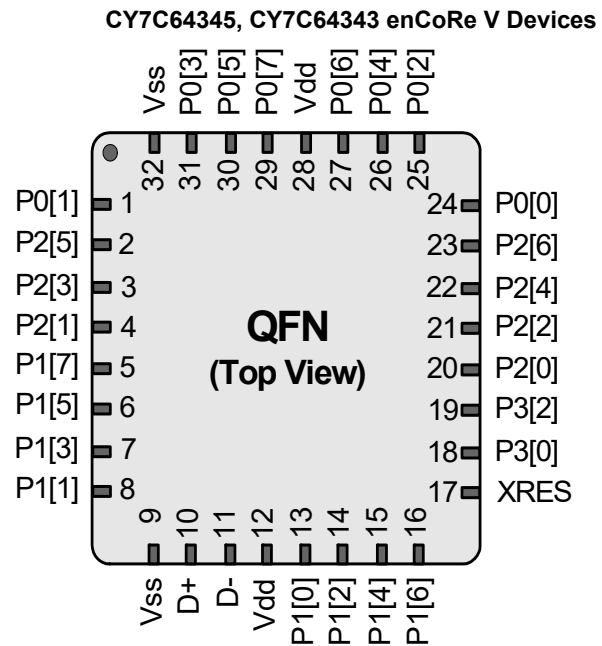 CY7C64345, CY7C64343 enCoRe V Devices
Vss P0[3] P0[5] P0[7] Vdd P0[6] P0[4] P0[2]
32 31 30 29 28 27 26 25
P0[1] 1 24 P0[0]
P2[5] 2 23 P2[6]
P2[3] 3 22 P2[4]
P2[1] 4 QFN 21 P2[2]
P1[7] 5 (Top View) 20 P2[0]
P1[5] 6 19 P3[2]
P1[3] 7 18 P3[0]
P1[1] 8 17 XRES
9 10 11 12 13 14 15 16
Vss D+ D- Vdd P1[0] P1[2] P1[4] P1[6]